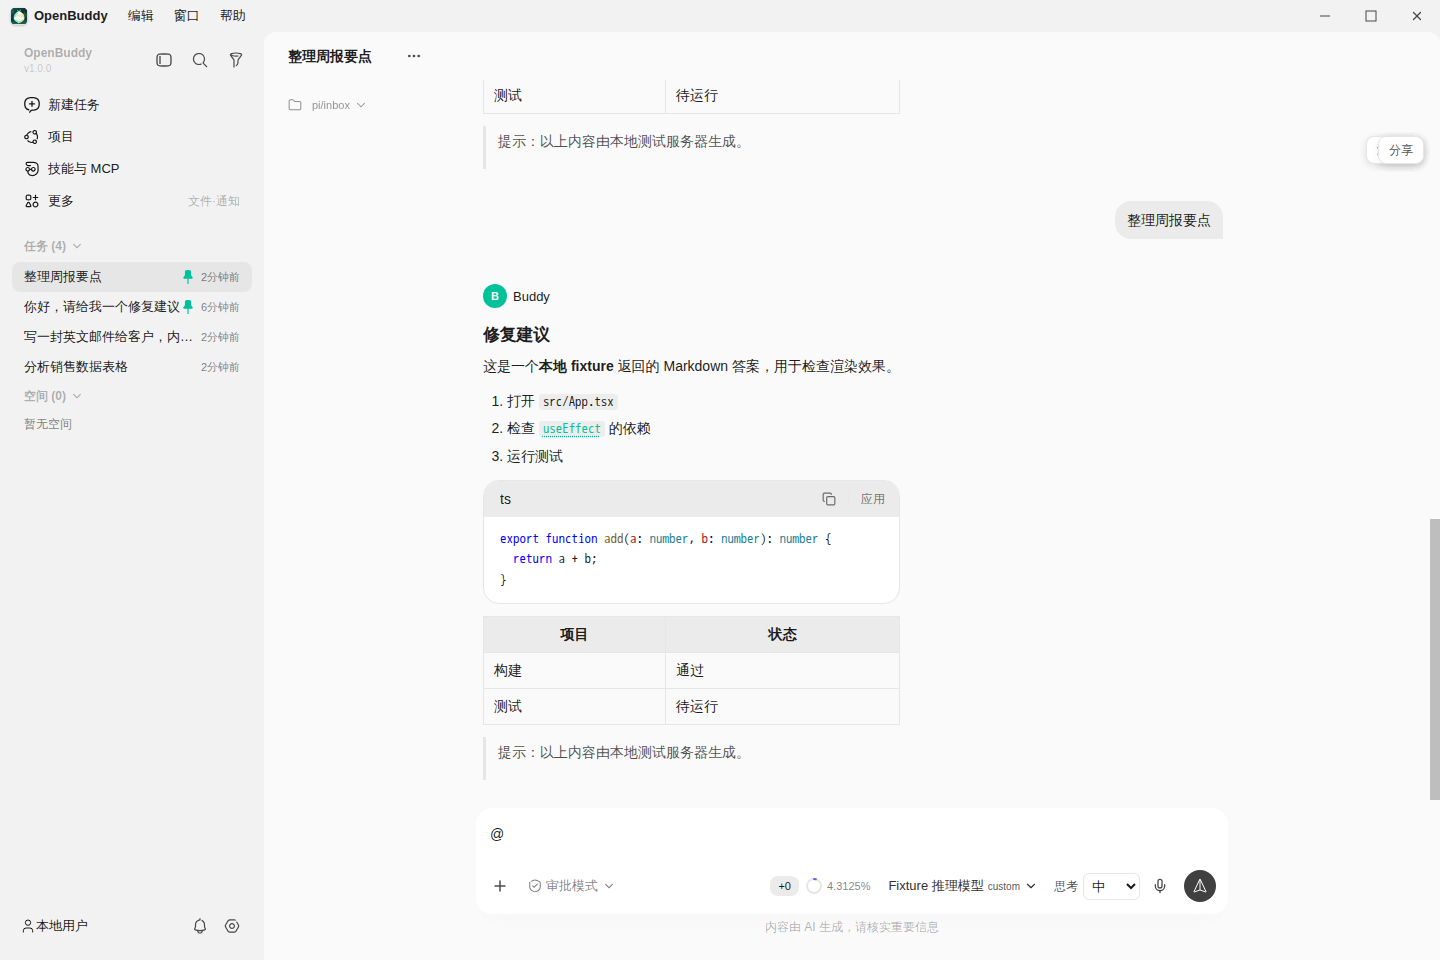 OpenBuddy 编辑 窗口 帮助
OpenBuddy
v1.0.0
新建任务
项目
技能与 MCP
更多 文件·通知
任务 (4)
整理周报要点 2分钟前
你好，请给我一个修复建议 6分钟前
写一封英文邮件给客户，内… 2分钟前
分析销售数据表格 2分钟前
空间 (0)
暂无空间
本地用户
整理周报要点
pi/inbox
测试 待运行
提示：以上内容由本地测试服务器生成。
分享
整理周报要点
B Buddy
修复建议
这是一个本地 fixture 返回的 Markdown 答案，用于检查渲染效果。
1. 打开 src/App.tsx
2. 检查 useEffect 的依赖
3. 运行测试
ts 应用
export function add(a: number, b: number): number {
return a + b;
}
项目 状态
构建 通过
测试 待运行
提示：以上内容由本地测试服务器生成。
@
审批模式 +0 4.3125% Fixture 推理模型 custom 思考 中
内容由 AI 生成，请核实重要信息